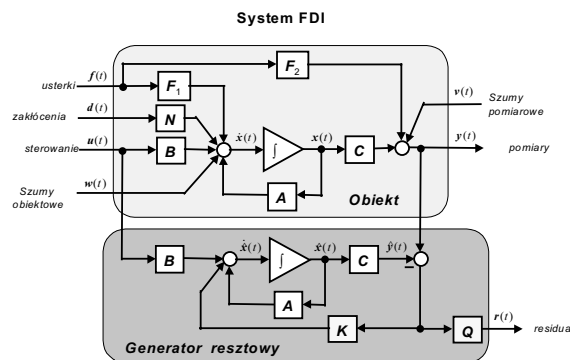 System FDI
f(t)
usterki
F₁
F₂
d(t)
zakłócenia
N
v(t)
Szumy
pomiarowe
u(t)
sterowanie
B
ẋ(t)
∫
x(t)
C
y(t)
pomiary
w(t)
Szumy
obiektowe
A
Obiekt
B
x̂̇(t)
∫
x̂(t)
C
ŷ(t)
−
A
K
Q
r(t)
residua
Generator resztowy